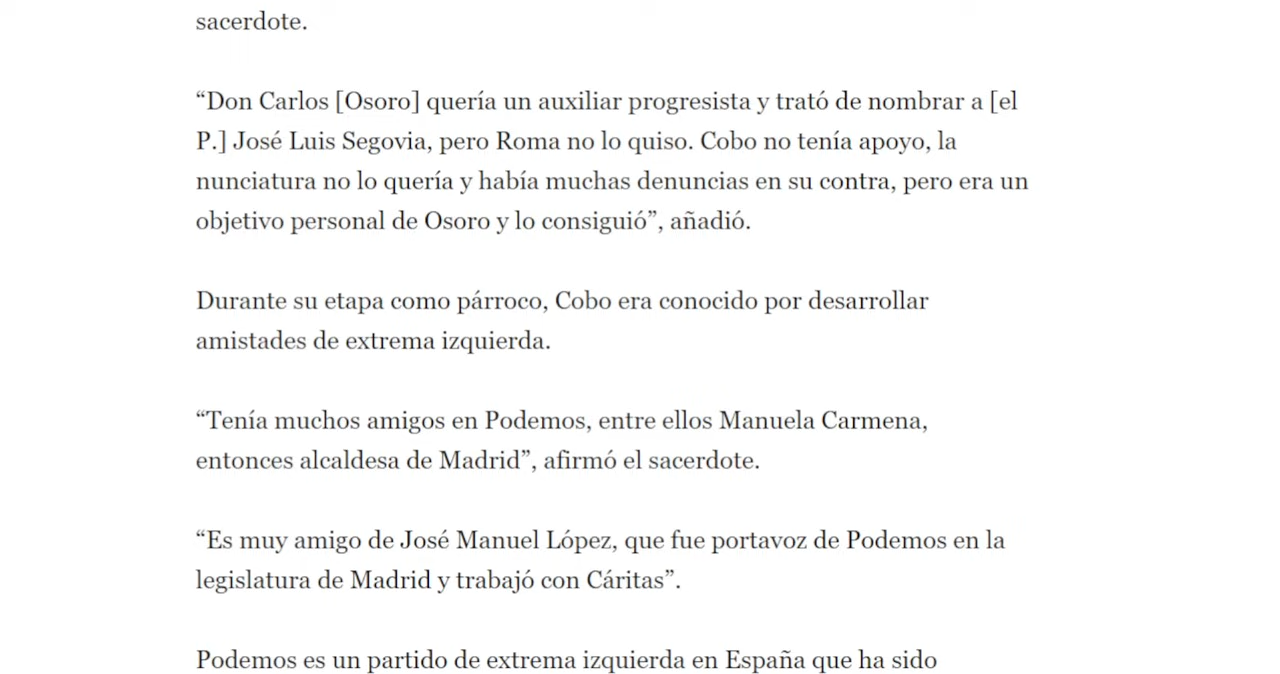 sacerdote.
“Don Carlos [Osoro] quería un auxiliar progresista y trató de nombrar a [el
P.] José Luis Segovia, pero Roma no lo quiso. Cobo no tenía apoyo, la
nunciatura no lo quería y había muchas denuncias en su contra, pero era un
objetivo personal de Osoro y lo consiguió”, añadió.
Durante su etapa como párroco, Cobo era conocido por desarrollar
amistades de extrema izquierda.
“Tenía muchos amigos en Podemos, entre ellos Manuela Carmena,
entonces alcaldesa de Madrid”, afirmó el sacerdote.
“Es muy amigo de José Manuel López, que fue portavoz de Podemos en la
legislatura de Madrid y trabajó con Cáritas”.
Podemos es un partido de extrema izquierda en España que ha sido